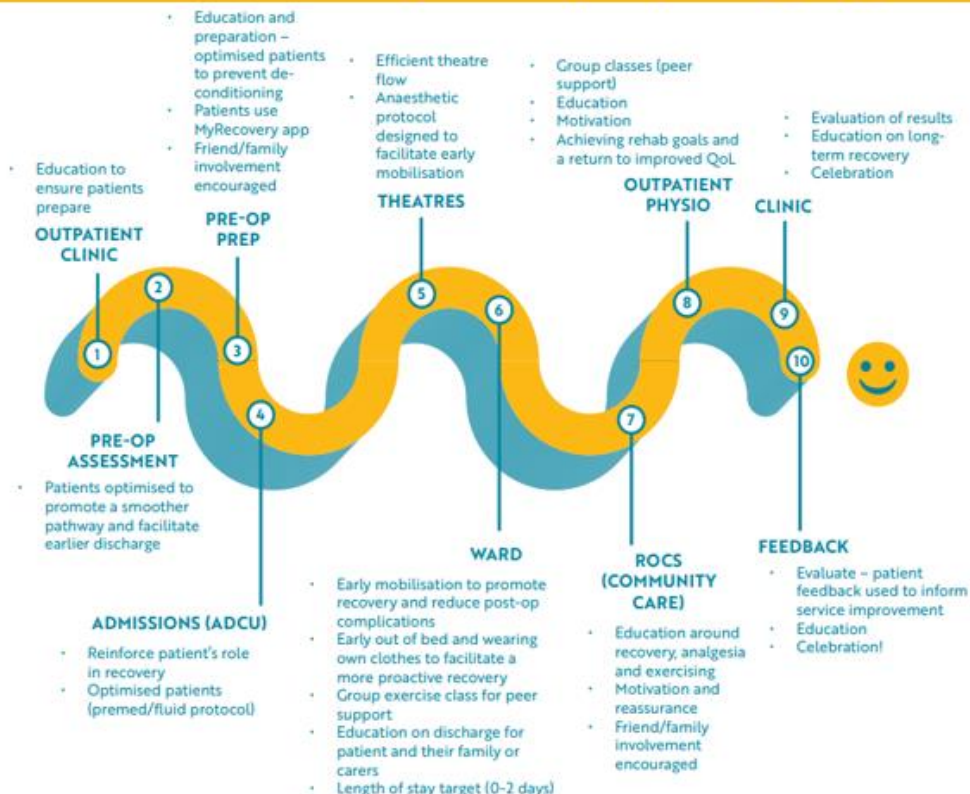 • Education to
ensure patients
prepare
OUTPATIENT
CLINIC
1
2
PRE-OP
ASSESSMENT
• Patients optimised to
promote a smoother
pathway and facilitate
earlier discharge
• Education and
preparation –
optimised patients
to prevent de-
conditioning
• Patients use
MyRecovery app
• Friend/family
involvement
encouraged
PRE-OP
PREP
3
4
ADMISSIONS (ADCU)
• Reinforce patient's role
in recovery
• Optimised patients
(premed/fluid protocol)
• Efficient theatre
flow
• Anaesthetic
protocol
designed to
facilitate early
mobilisation
THEATRES
5
6
WARD
• Early mobilisation to promote
recovery and reduce post-op
complications
• Early out of bed and wearing
own clothes to facilitate a
more proactive recovery
• Group exercise class for peer
support
• Education on discharge for
patient and their family or
carers
• Length of stay target (0-2 days)
7
ROCS
(COMMUNITY
CARE)
• Education around
recovery, analgesia
and exercising
• Motivation and
reassurance
• Friend/family
involvement
encouraged
• Group classes (peer
support)
• Education
• Motivation
• Achieving rehab goals and
a return to improved QoL
OUTPATIENT
PHYSIO
8
• Evaluation of results
• Education on long-
term recovery
• Celebration
CLINIC
9
10
FEEDBACK
• Evaluate – patient
feedback used to inform
service improvement
• Education
• Celebration!